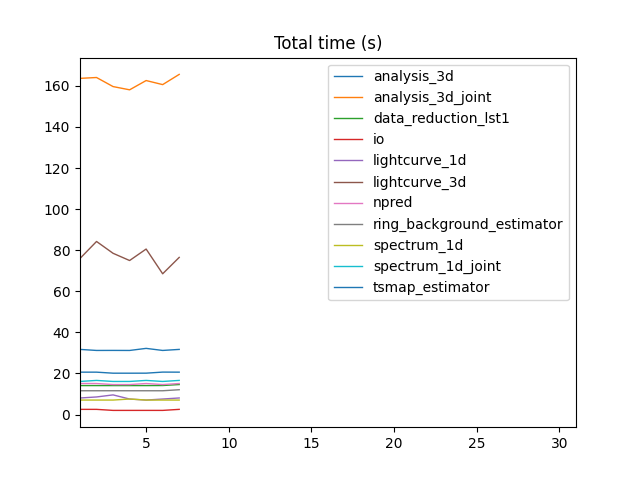 Total time (s)
160
140
120
100
80
60
40
20
0
5
10
15
20
25
30
analysis_3d
analysis_3d_joint
data_reduction_lst1
io
lightcurve_1d
lightcurve_3d
npred
ring_background_estimator
spectrum_1d
spectrum_1d_joint
tsmap_estimator